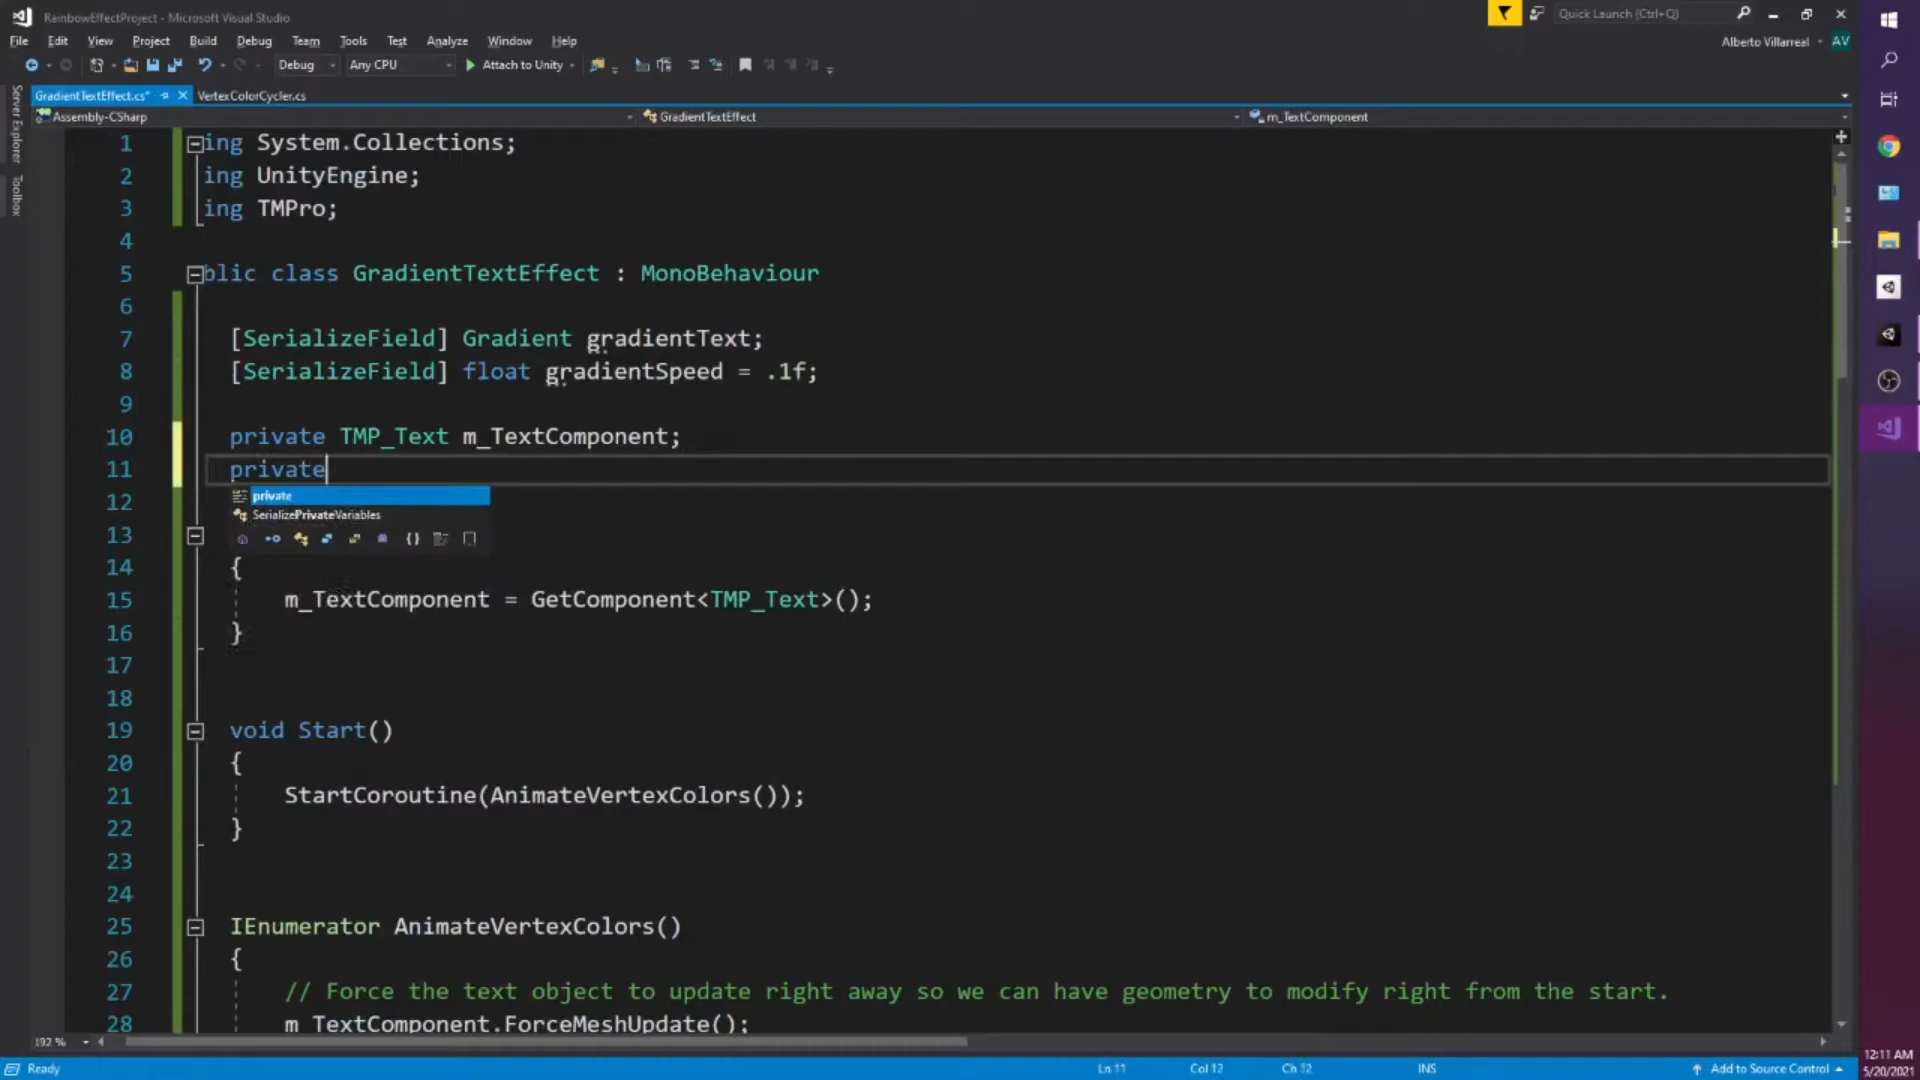 RainbowEffectProject - Microsoft Visual Studio
Quick Launch (Ctrl+Q)
File Edit View Project Build Debug Team Tools Test Analyze Window Help
Alberto Villarreal AV
Debug Any CPU Attach to Unity
GradientTextEffect.cs* VertexColorCycler.cs
Assembly-CSharp GradientTextEffect m_TextComponent
Server Explorer
Toolbox
1 ing System.Collections;
2 ing UnityEngine;
3 ing TMPro;
4
5 blic class GradientTextEffect : MonoBehaviour
6
7 [SerializeField] Gradient gradientText;
8 [SerializeField] float gradientSpeed = .1f;
9
10 private TMP_Text m_TextComponent;
11 private
private
12
SerializePrivateVariables
13
14 {
15 m_TextComponent = GetComponent<TMP_Text>();
16 }
17
18
19 void Start()
20 {
21 StartCoroutine(AnimateVertexColors());
22 }
23
24
25 IEnumerator AnimateVertexColors()
26 {
27 // Force the text object to update right away so we can have geometry to modify right from the start.
28 m_TextComponent.ForceMeshUpdate();
192 %
Ready Ln 11 Col 12 Ch 12 INS Add to Source Control
12:11 AM
5/20/2021